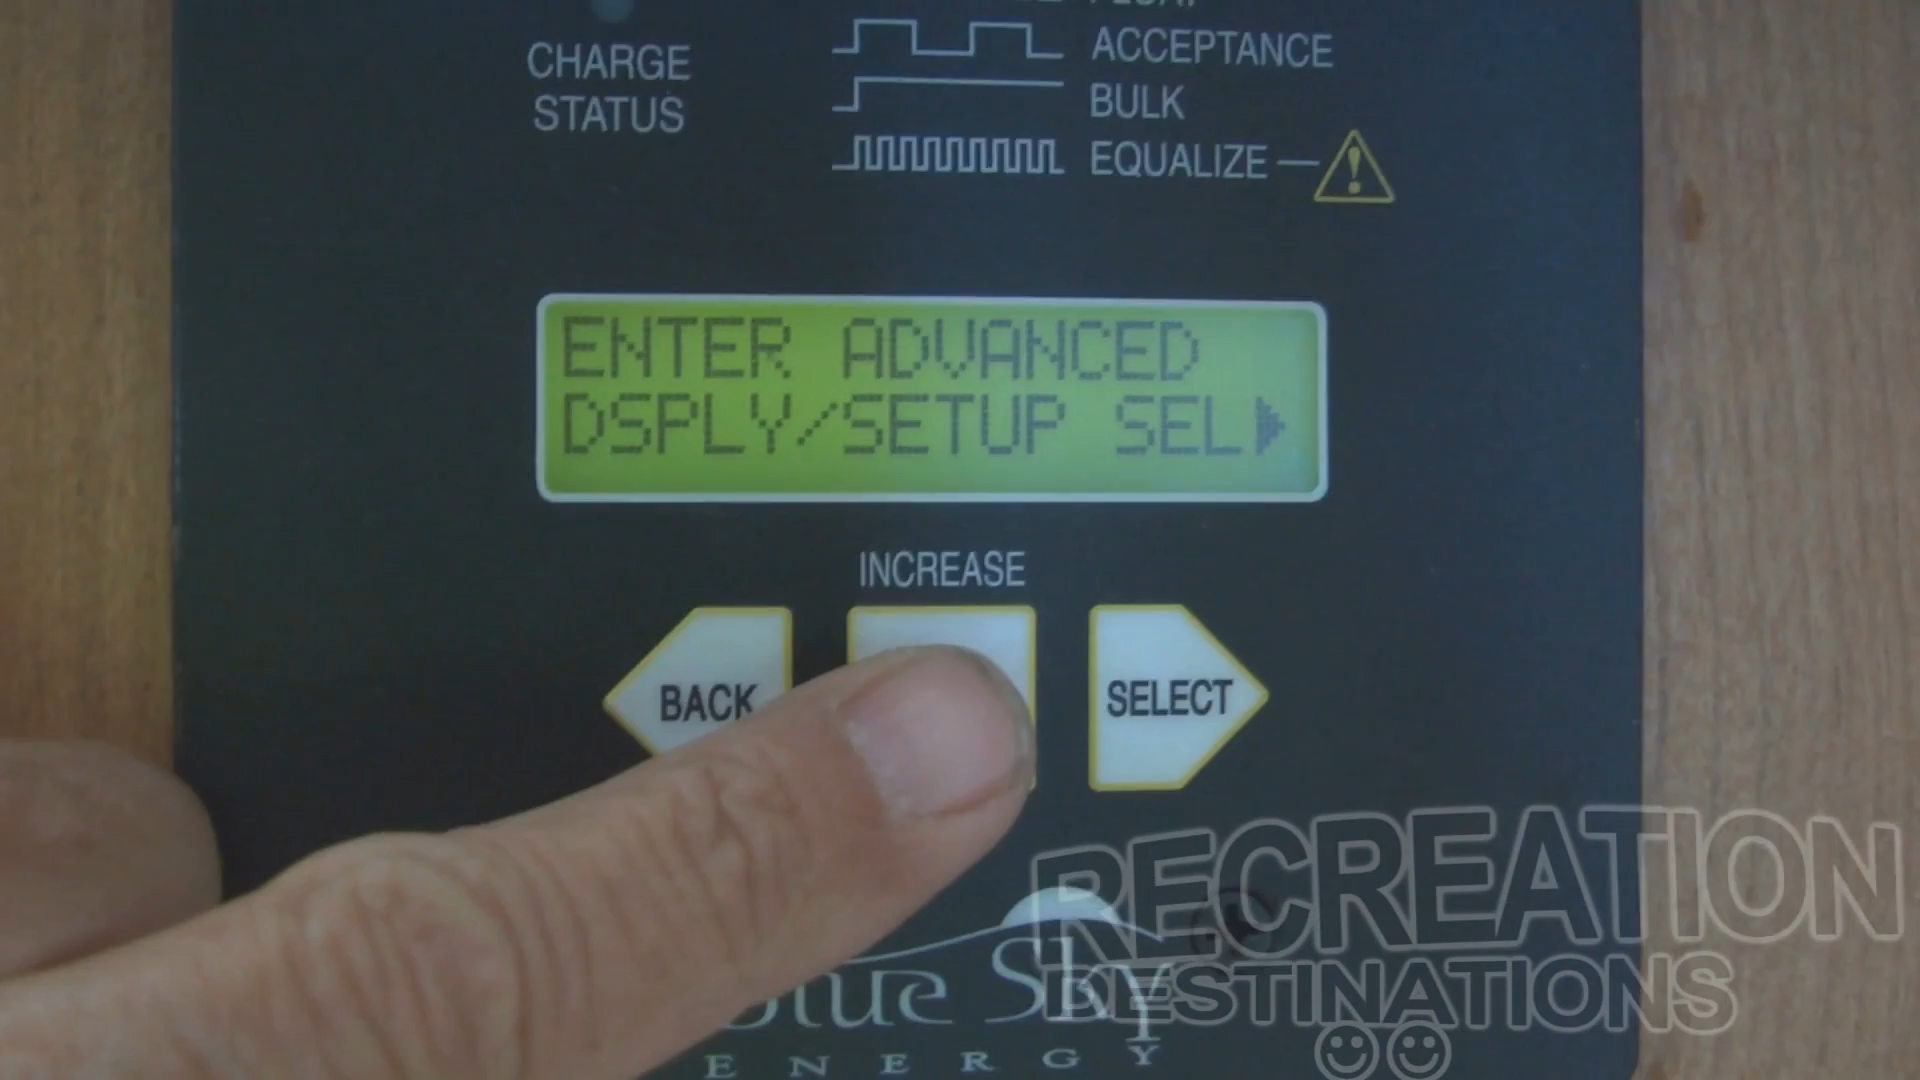 CHARGE
STATUS
ACCEPTANCE
BULK
EQUALIZE
ENTER ADVANCED
DSPLY/SETUP SEL
INCREASE
BACK
SELECT
Blue Sky
ENERGY
RECREATION
DESTINATIONS